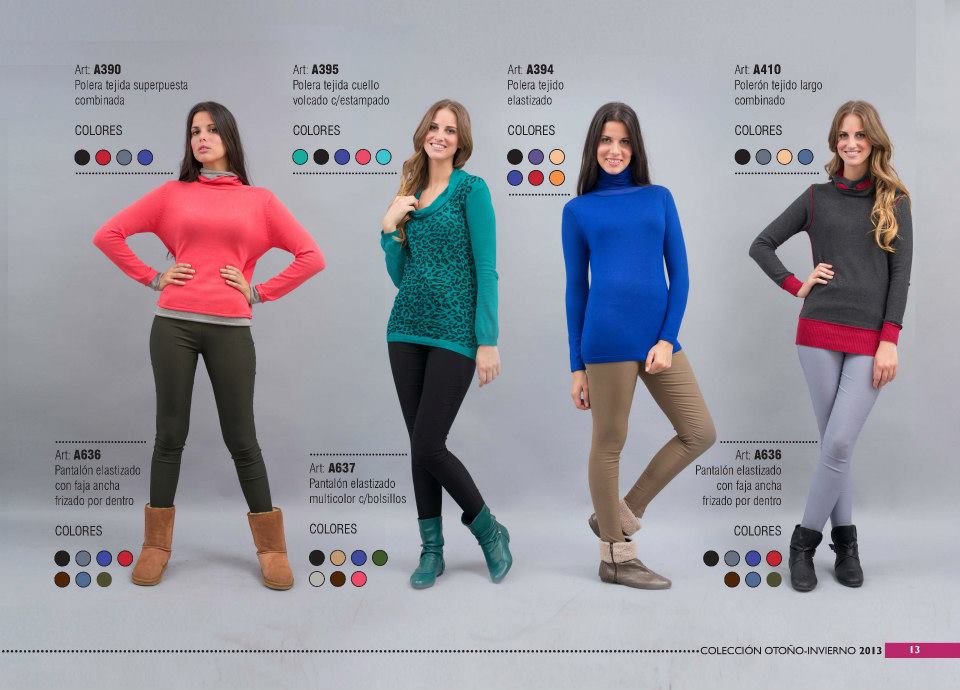 Art: A390
Polera tejida superpuesta
combinada
COLORES
Art: A395
Polera tejida cuello
volcado c/estampado
COLORES
Art: A394
Polera tejido
elastizado
COLORES
Art: A410
Polerón tejido largo
combinado
COLORES
Art: A636
Pantalón elastizado
con faja ancha
frizado por dentro
COLORES
Art: A637
Pantalón elastizado
multicolor c/bolsillos
COLORES
Art: A636
Pantalón elastizado
con faja ancha
frizado por dentro
COLORES
COLECCIÓN OTOÑO-INVIERNO 2013 13